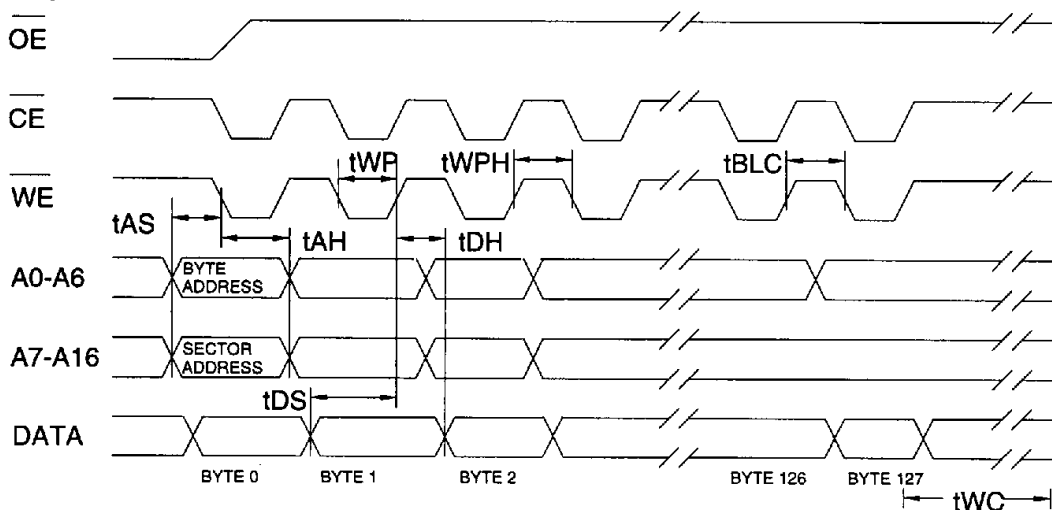 OE
CE
tWP
tWPH
tBLC
WE
tAS
tAH
tDH
A0-A6
BYTE
ADDRESS
A7-A16
SECTOR
ADDRESS
tDS
DATA
BYTE 0
BYTE 1
BYTE 2
BYTE 126
BYTE 127
tWC